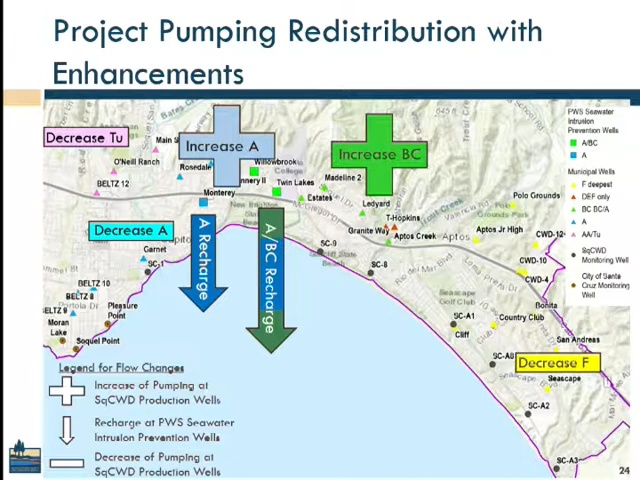 Project Pumping Redistribution with
Enhancements
PWS Seawater
Intrusion
Prevention Wells
A/BC
A
Municipal Wells
F deepest
DEF only
BC BC/A
A
AA/Tu
SqCWD
Monitoring Well
City of Santa
Cruz Monitoring
Well
Decrease Tu
Main S
Increase A
Increase BC
O'Neill Ranch
Rosedale
Willowbrook
College
nnery II
Twin Lakes
Madeline 2
BELTZ 12
Monterey
Estates
Ledyard
Polo Grounds
T-Hopkins
Granite Way
Aptos Creek
Aptos
Aptos Jr High
CWD-12
Decrease A
A Recharge
A/BC Recharge
Garnet
SC-1
SC-9
SC-8
CWD-10
CWD-4
BELTZ 10
BELTZ 8
BELTZ 9
Pleasure
Point
Moran
Lake
Soquel Point
Seascape
Golf Club
Bonita
SC-A1
Country Club
Cliff
San Andreas
Decrease F
Seascape
SC-A2
SC-A3
Legend for Flow Changes
Increase of Pumping at
SqCWD Production Wells
Recharge at PWS Seawater
Intrusion Prevention Wells
Decrease of Pumping at
SqCWD Production Wells
24